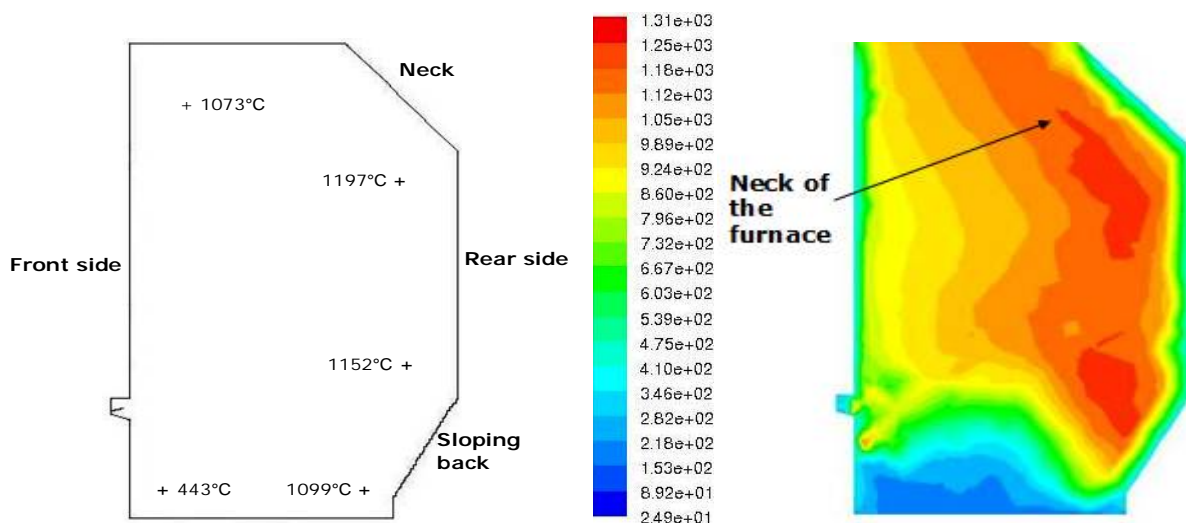 Neck
+ 1073°C
1197°C +
Front side
Rear side
1152°C +
Sloping
back
+ 443°C
1099°C +
1.31e+03
1.25e+03
1.18e+03
1.12e+03
1.05e+03
9.89e+02
9.24e+02
8.60e+02
7.96e+02
7.32e+02
6.67e+02
6.03e+02
5.39e+02
4.75e+02
4.10e+02
3.46e+02
2.82e+02
2.18e+02
1.53e+02
8.92e+01
2.49e+01
Neck of
the
furnace